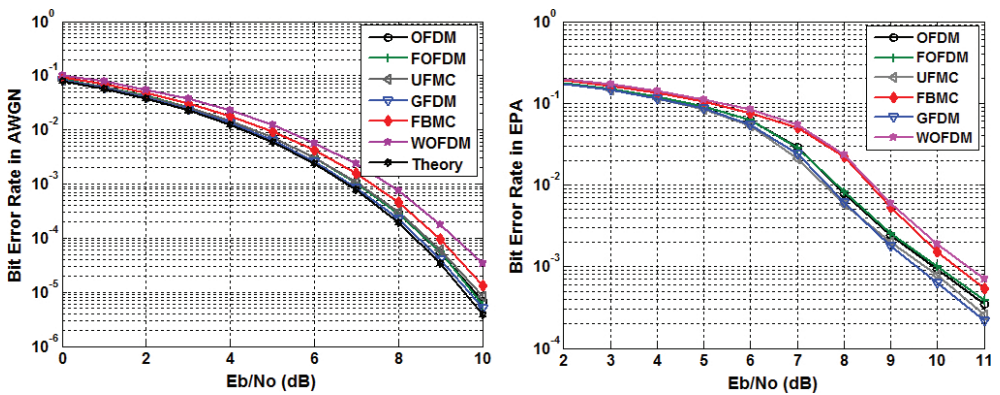 Bit Error Rate in AWGN
10^0
10^-1
10^-2
10^-3
10^-4
10^-5
10^-6
0
2
4
6
8
10
Eb/No (dB)
OFDM
FOFDM
UFMC
GFDM
FBMC
WOFDM
Theory
Bit Error Rate in EPA
10^0
10^-1
10^-2
10^-3
10^-4
2
3
4
5
6
7
8
9
10
11
Eb/No (dB)
OFDM
FOFDM
UFMC
FBMC
GFDM
WOFDM